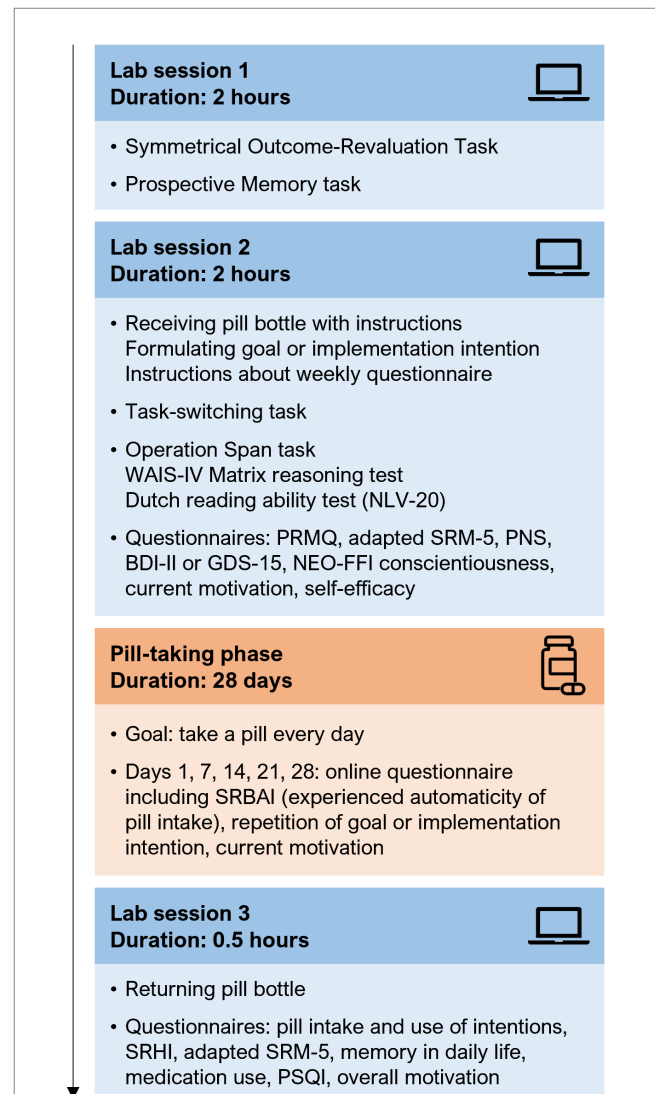 Lab session 1
Duration: 2 hours
• Symmetrical Outcome-Revaluation Task
• Prospective Memory task
Lab session 2
Duration: 2 hours
• Receiving pill bottle with instructions
Formulating goal or implementation intention
Instructions about weekly questionnaire
• Task-switching task
• Operation Span task
WAIS-IV Matrix reasoning test
Dutch reading ability test (NLV-20)
• Questionnaires: PRMQ, adapted SRM-5, PNS,
BDI-II or GDS-15, NEO-FFI conscientiousness,
current motivation, self-efficacy
Pill-taking phase
Duration: 28 days
• Goal: take a pill every day
• Days 1, 7, 14, 21, 28: online questionnaire
including SRBAI (experienced automaticity of
pill intake), repetition of goal or implementation
intention, current motivation
Lab session 3
Duration: 0.5 hours
• Returning pill bottle
• Questionnaires: pill intake and use of intentions,
SRHI, adapted SRM-5, memory in daily life,
medication use, PSQI, overall motivation